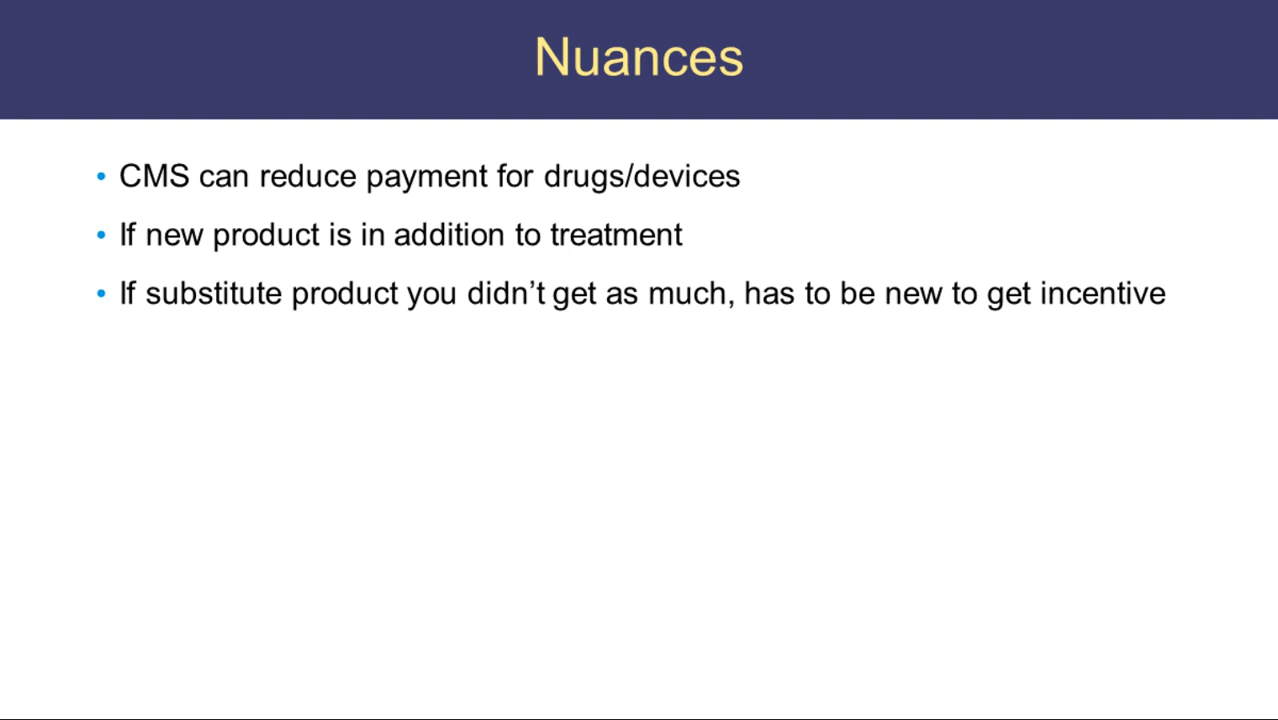 Nuances
• CMS can reduce payment for drugs/devices
• If new product is in addition to treatment
• If substitute product you didn’t get as much, has to be new to get incentive